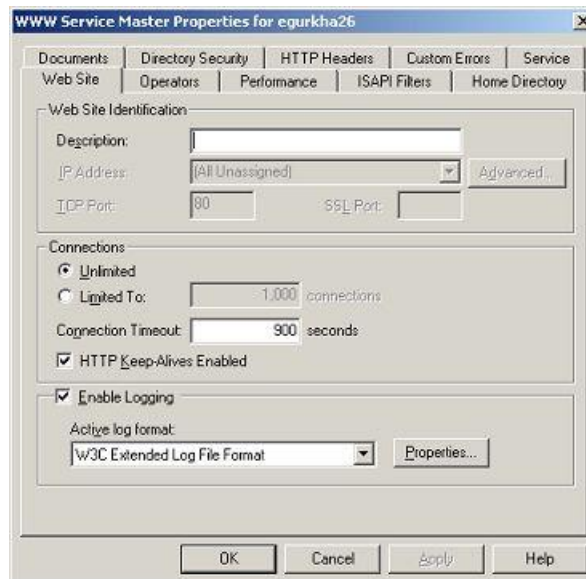 WWW Service Master Properties for egurkha26
Documents Directory Security HTTP Headers Custom Errors Service
Web Site Operators Performance ISAPI Filters Home Directory
Web Site Identification
Description:
IP Address: (All Unassigned) Advanced...
TCP Port: 80 SSL Port:
Connections
Unlimited
Limited To: 1,000 connections
Connection Timeout: 900 seconds
HTTP Keep-Alives Enabled
Enable Logging
Active log format:
W3C Extended Log File Format Properties...
OK Cancel Apply Help